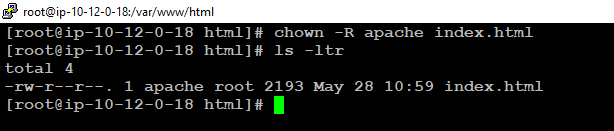 root@ip-10-12-0-18:/var/www/html
[root@ip-10-12-0-18 html]# chown -R apache index.html
[root@ip-10-12-0-18 html]# ls -ltr
total 4
-rw-r--r--. 1 apache root 2193 May 28 10:59 index.html
[root@ip-10-12-0-18 html]#